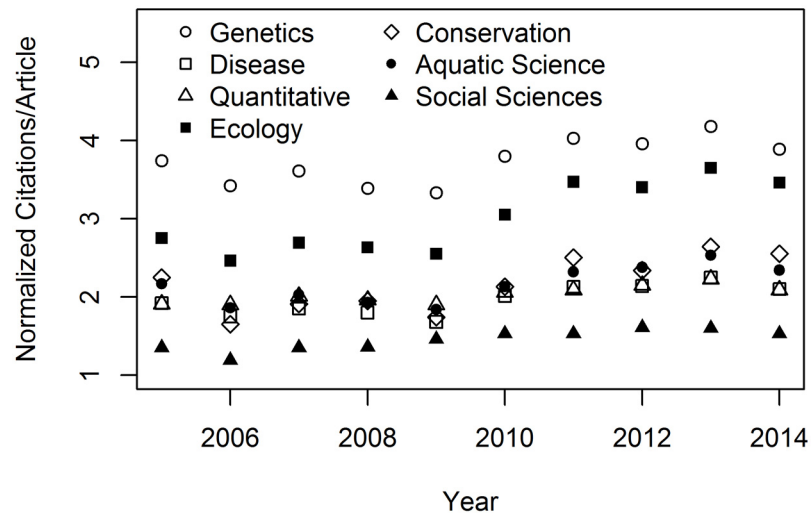 Genetics
Disease
Quantitative
Ecology
Conservation
Aquatic Science
Social Sciences
Normalized Citations/Article
5
4
3
2
1
2006 2008 2010 2012 2014
Year